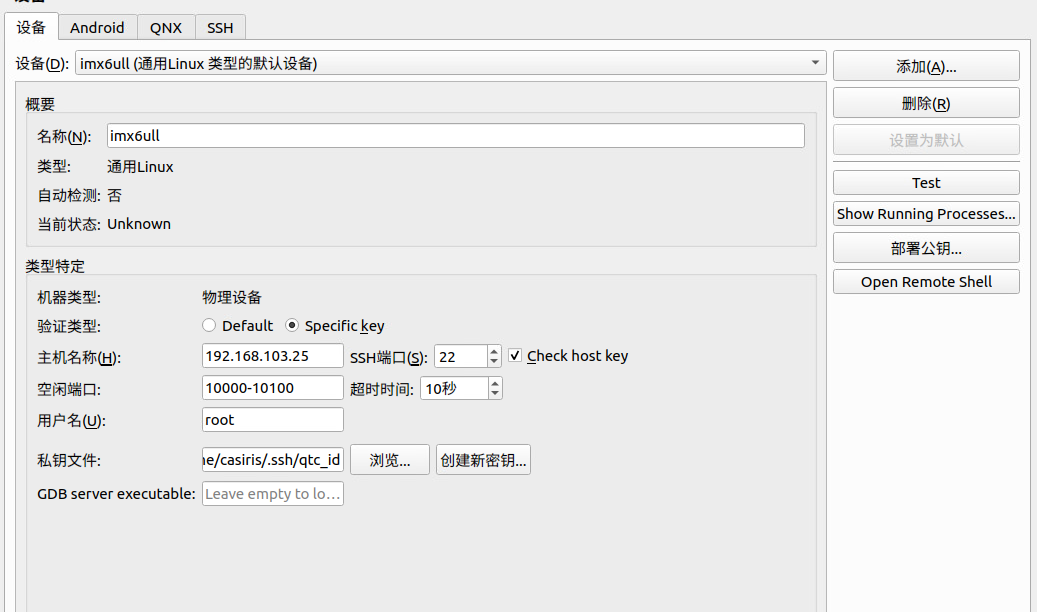 设备
Android
QNX
SSH
设备(D):
imx6ull (通用Linux 类型的默认设备)
添加(A)...
删除(R)
设置为默认
Test
Show Running Processes...
部署公钥...
Open Remote Shell
概要
名称(N):
imx6ull
类型:
通用Linux
自动检测:
否
当前状态:
Unknown
类型特定
机器类型:
物理设备
验证类型:
Default
Specific key
主机名称(H):
192.168.103.25
SSH端口(S):
22
Check host key
空闲端口:
10000-10100
超时时间:
10秒
用户名(U):
root
私钥文件:
ne/casiris/.ssh/qtc_id
浏览...
创建新密钥...
GDB server executable:
Leave empty to lo...